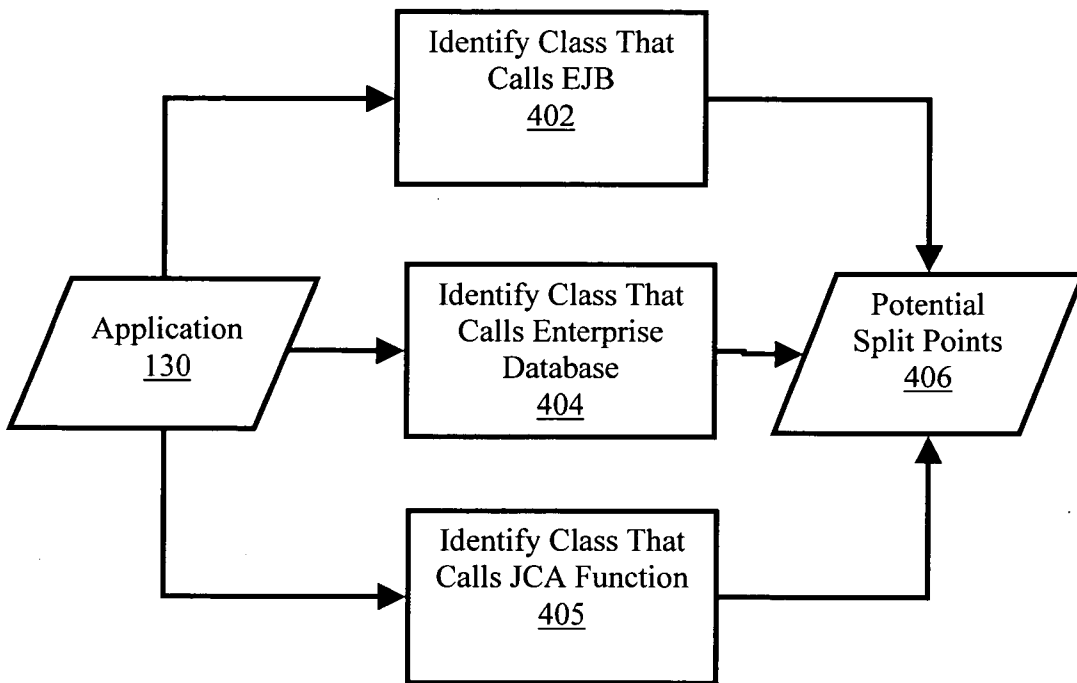 Identify Class That
Calls EJB
402
Application
130
Identify Class That
Calls Enterprise
Database
404
Potential
Split Points
406
Identify Class That
Calls JCA Function
405